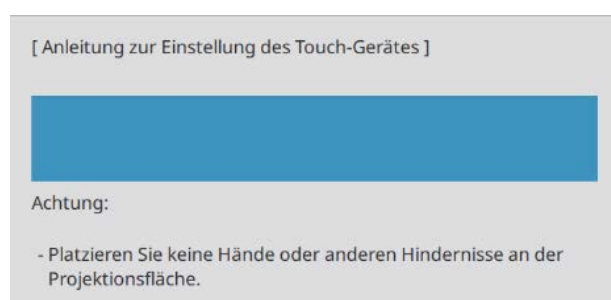 [ Anleitung zur Einstellung des Touch-Gerätes ]
Achtung:
- Platzieren Sie keine Hände oder anderen Hindernisse an der
Projektionsfläche.